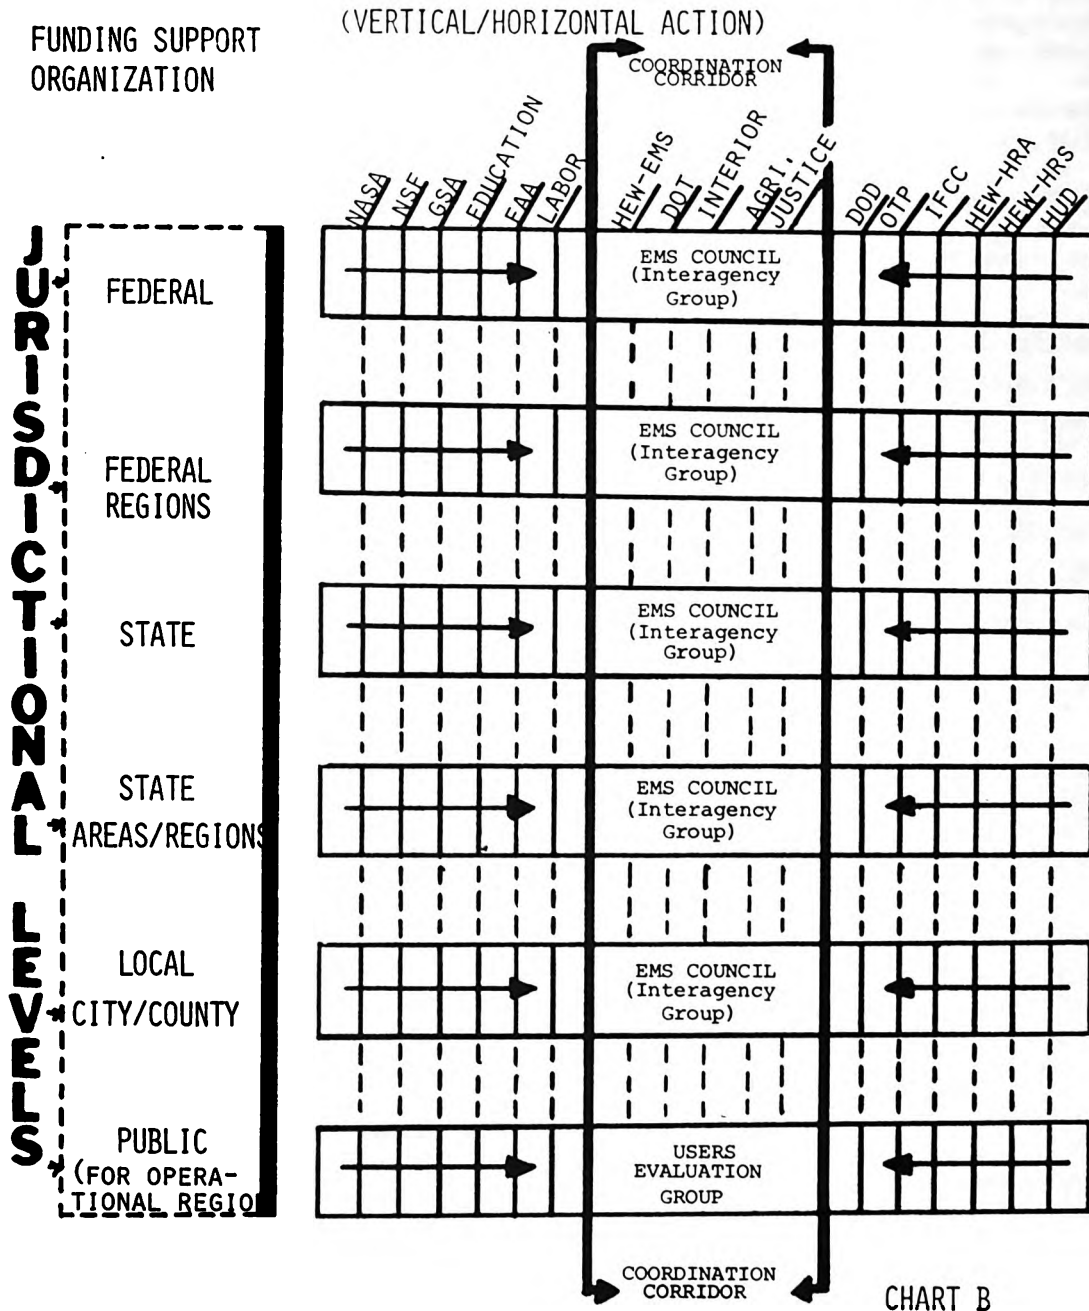 (VERTICAL/HORIZONTAL ACTION)
FUNDING SUPPORT
ORGANIZATION
COORDINATION
CORRIDOR
NASA
NSF
GSA
EDUCATION
FAA
LABOR
HEW-EMS
DOT
INTERIOR
AGRI.
JUSTICE
DOD
OTP
IFCC
HEW-HRA
HEW-HRS
HUD
JURISDICTIONAL LEVELS
FEDERAL
EMS COUNCIL
(Interagency
Group)
FEDERAL
REGIONS
EMS COUNCIL
(Interagency
Group)
STATE
EMS COUNCIL
(Interagency
Group)
STATE
AREAS/REGIONS
EMS COUNCIL
(Interagency
Group)
LOCAL
CITY/COUNTY
EMS COUNCIL
(Interagency
Group)
PUBLIC
(FOR OPERA-
TIONAL REGIO
USERS
EVALUATION
GROUP
COORDINATION
CORRIDOR
CHART B